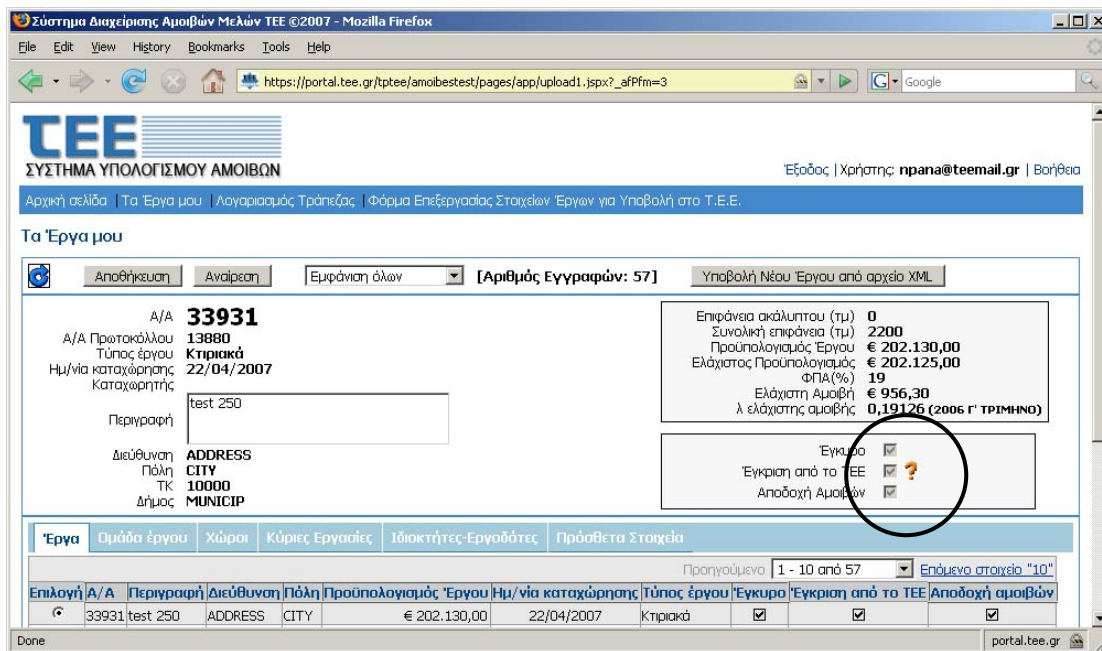 Σύστημα Διαχείρισης Αμοιβών Μελών ΤΕΕ ©2007 - Mozilla Firefox
File Edit View History Bookmarks Tools Help
https://portal.tee.gr/tptee/amoibestest/pages/app/upload1.jspx?_afPfm=3
G Google
ΤΕΕ
ΣΥΣΤΗΜΑ ΥΠΟΛΟΓΙΣΜΟΥ ΑΜΟΙΒΩΝ
Έξοδος | Χρήστης: npana@teemail.gr | Βοήθεια
Αρχική σελίδα | Τα Έργα μου | Λογαριασμός Τράπεζας | Φόρμα Επεξεργασίας Στοιχείων Έργων για Υποβολή στο Τ.Ε.Ε.
Τα Έργα μου
Αποθήκευση Αναίρεση Εμφάνιση όλων [Αριθμός Εγγραφών: 57] Υποβολή Νέου Έργου από αρχείο XML
Α/Α 33931
Α/Α Πρωτοκόλλου 13880
Τύπος έργου Κτιριακά
Ημ/νία καταχώρησης 22/04/2007
Καταχωρητής
Περιγραφή test 250
Διεύθυνση ADDRESS
Πόλη CITY
ΤΚ 10000
Δήμος MUNICIP
Επιφάνεια ακάλυπτου (τμ) 0
Συνολική επιφάνεια (τμ) 2200
Προϋπολογισμός Έργου € 202.130,00
Ελάχιστος Προϋπολογισμός € 202.125,00
ΦΠΑ(%) 19
Ελάχιστη Αμοιβή € 956,30
λ ελάχιστης αμοιβής 0,19126 (2006 Γ' ΤΡΙΜΗΝΟ)
Έγκυρο
Έγκριση από το ΤΕΕ ?
Αποδοχή Αμοιβών
Έργα Ομάδα έργου Χώροι Κύριες Εργασίες Ιδιοκτήτες-Εργοδότες Πρόσθετα Στοιχεία
Προηγούμενο 1 - 10 από 57 Επόμενο στοιχείο "10"
Επιλογή Α/Α Περιγραφή Διεύθυνση Πόλη Προϋπολογισμός Έργου Ημ/νία καταχώρησης Τύπος έργου Έγκυρο Έγκριση από το ΤΕΕ Αποδοχή αμοιβών
33931 test 250 ADDRESS CITY € 202.130,00 22/04/2007 Κτιριακά
Done portal.tee.gr